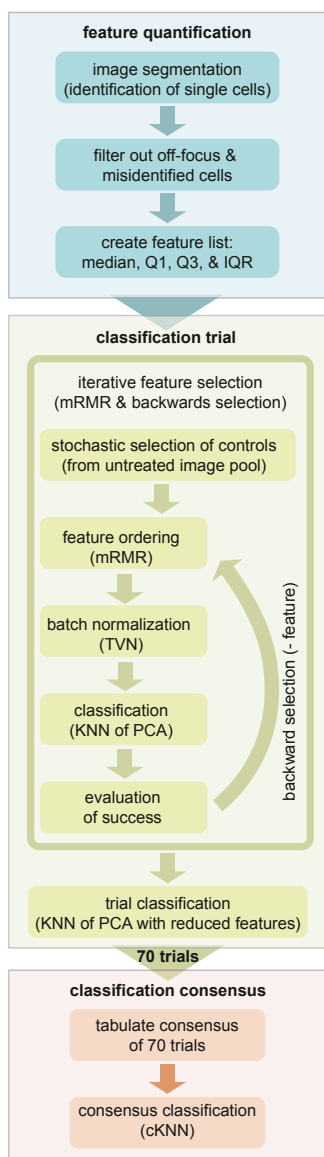 feature quantification
image segmentation
(identification of single cells)
filter out off-focus &
misidentified cells
create feature list:
median, Q1, Q3, & IQR
classification trial
iterative feature selection
(mRMR & backwards selection)
stochastic selection of controls
(from untreated image pool)
feature ordering
(mRMR)
batch normalization
(TVN)
classification
(KNN of PCA)
evaluation
of success
backward selection (- feature)
trial classification
(KNN of PCA with reduced features)
70 trials
classification consensus
tabulate consensus
of 70 trials
consensus classification
(cKNN)